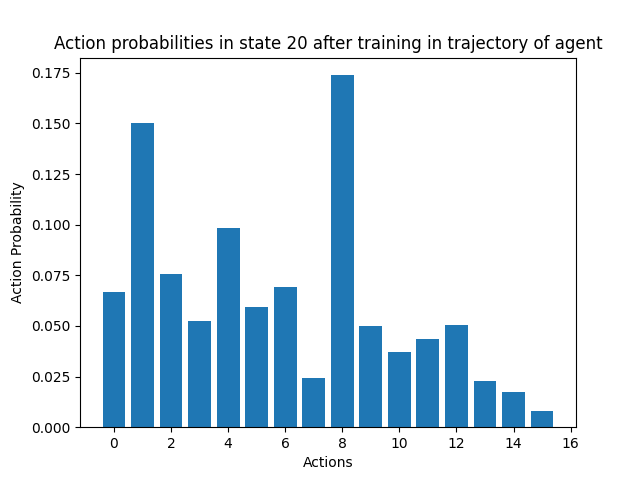 Action probabilities in state 20 after training in trajectory of agent
0.175
0.150
0.125
0.100
0.075
0.050
0.025
0.000
Action Probability
0 2 4 6 8 10 12 14 16
Actions